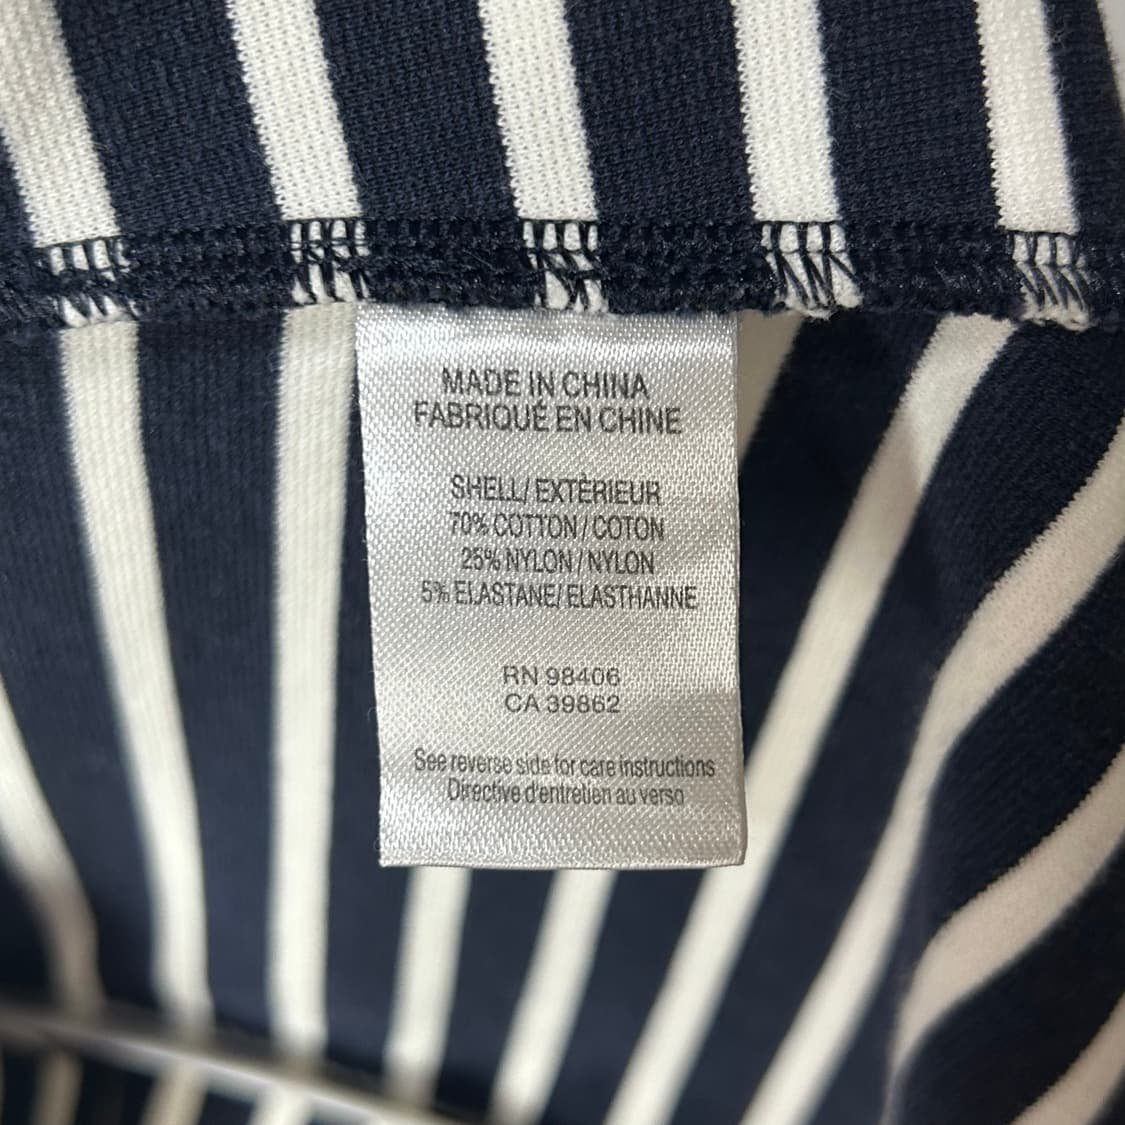 MADE IN CHINA
FABRIQUÉ EN CHINE
SHELL/EXTÈRIEUR
70% COTTON/COTON
25% NYLON/NYLON
5% ELASTANE/ELASTHANNE
RN 98406
CA 39862
See reverse side for care instructions
Directive d'entretien au verso